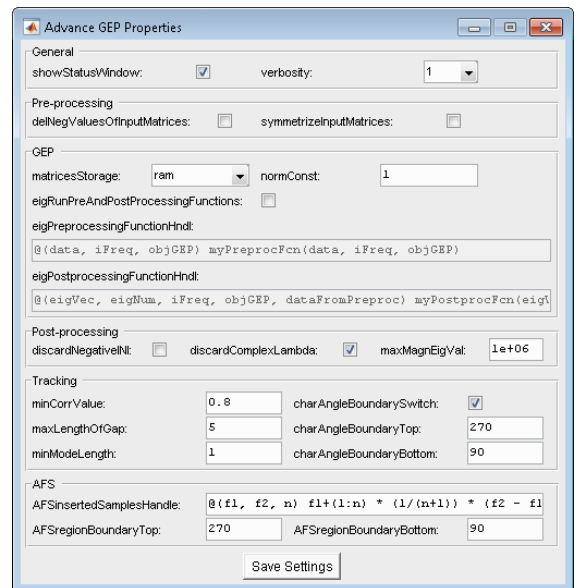 Advance GEP Properties
General
showStatusWindow: verbosity: 1
Pre-processing
delNegValuesOfInputMatrices: symmetrizeInputMatrices:
GEP
matricesStorage: ram normConst: 1
eigRunPreAndPostProcessingFunctions:
eigPreprocessingFunctionHndl:
@(data, iFreq, objGEP) myPreprocFcn(data, iFreq, objGEP)
eigPostprocessingFunctionHndl:
@(eigVec, eigNum, iFreq, objGEP, dataFromPreproc) myPostprocFcn(eigV
Post-processing
discardNegativeINI: discardComplexLambda: maxMagnEigVal: 1e+06
Tracking
minCorrValue: 0.8 charAngleBoundarySwitch:
maxLengthOfGap: 5 charAngleBoundaryTop: 270
minModeLength: 1 charAngleBoundaryBottom: 90
AFS
AFSinsertedSamplesHandle: @(f1, f2, n) f1+(1:n) * (1/(n+1)) * (f2 - f1
AFSregionBoundaryTop: 270 AFSregionBoundaryBottom: 90
Save Settings